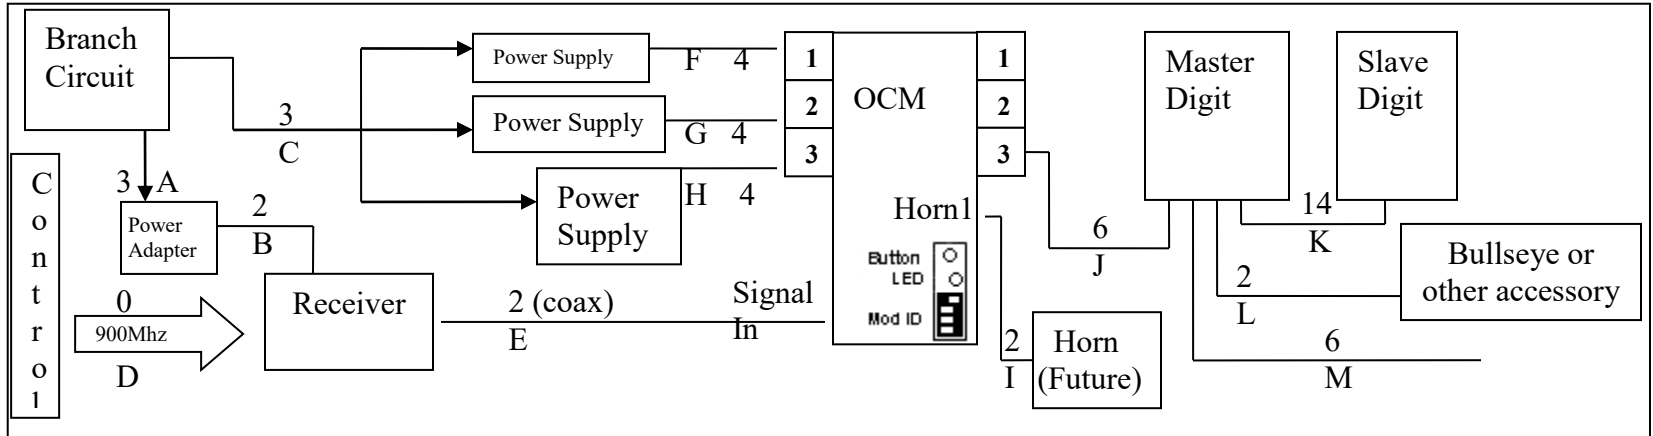 Branch
Circuit
3
C
3 A
Power
Adapter
2
B
Control
0
900Mhz
D
Receiver
2 (coax)
E
Signal
In
Power Supply
F 4
Power Supply
G 4
Power
Supply
H 4
1
2
3
OCM
1
2
3
Horn1
Button
LED
Mod ID
2
I
Horn
(Future)
6
J
Master
Digit
Slave
Digit
14
K
2
L
Bullseye or
other accessory
6
M